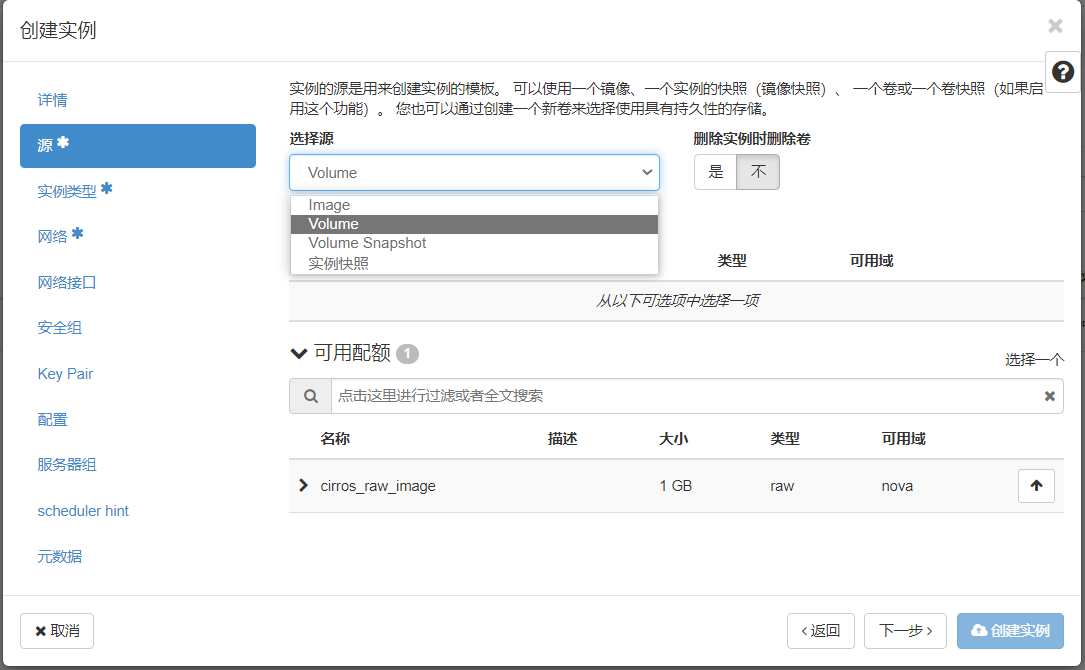 创建实例
详情
源
实例类型
网络
网络接口
安全组
Key Pair
配置
服务器组
scheduler hint
元数据
实例的源是用来创建实例的模板。 可以使用一个镜像、一个实例的快照（镜像快照）、 一个卷或一个卷快照（如果启
用这个功能）。 您也可以通过创建一个新卷来选择使用具有持久性的存储。
选择源
删除实例时删除卷
Volume
是 不
Image
Volume
Volume Snapshot
实例快照
类型 可用域
从以下可选项中选择一项
可用配额 1
选择一个
点击这里进行过滤或者全文搜索
名称 描述 大小 类型 可用域
cirros_raw_image 1 GB raw nova
取消
返回
下一步
创建实例